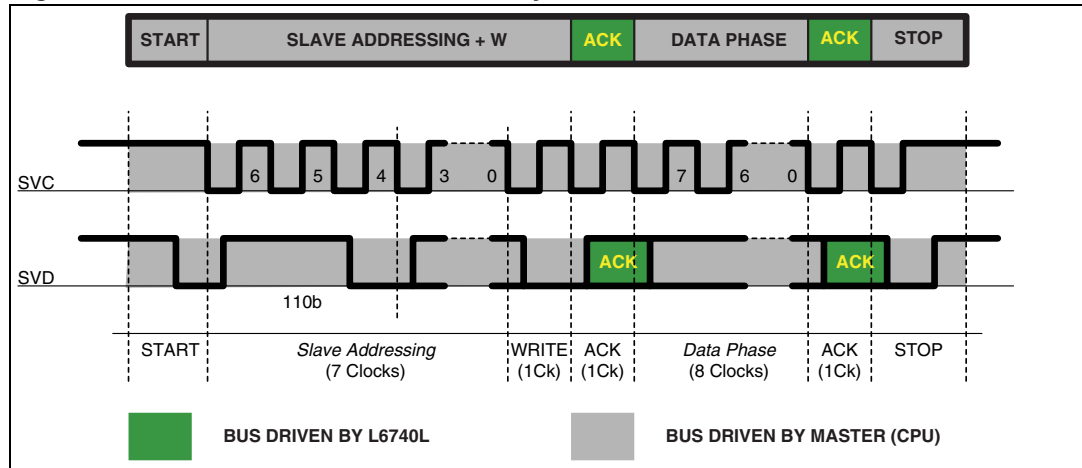 START SLAVE ADDRESSING + W ACK DATA PHASE ACK STOP
SVC 6 5 4 3 0 7 6 0
SVD ACK ACK
110b
START Slave Addressing WRITE ACK Data Phase ACK STOP
(7 Clocks) (1Ck) (1Ck) (8 Clocks) (1Ck)
BUS DRIVEN BY L6740L BUS DRIVEN BY MASTER (CPU)